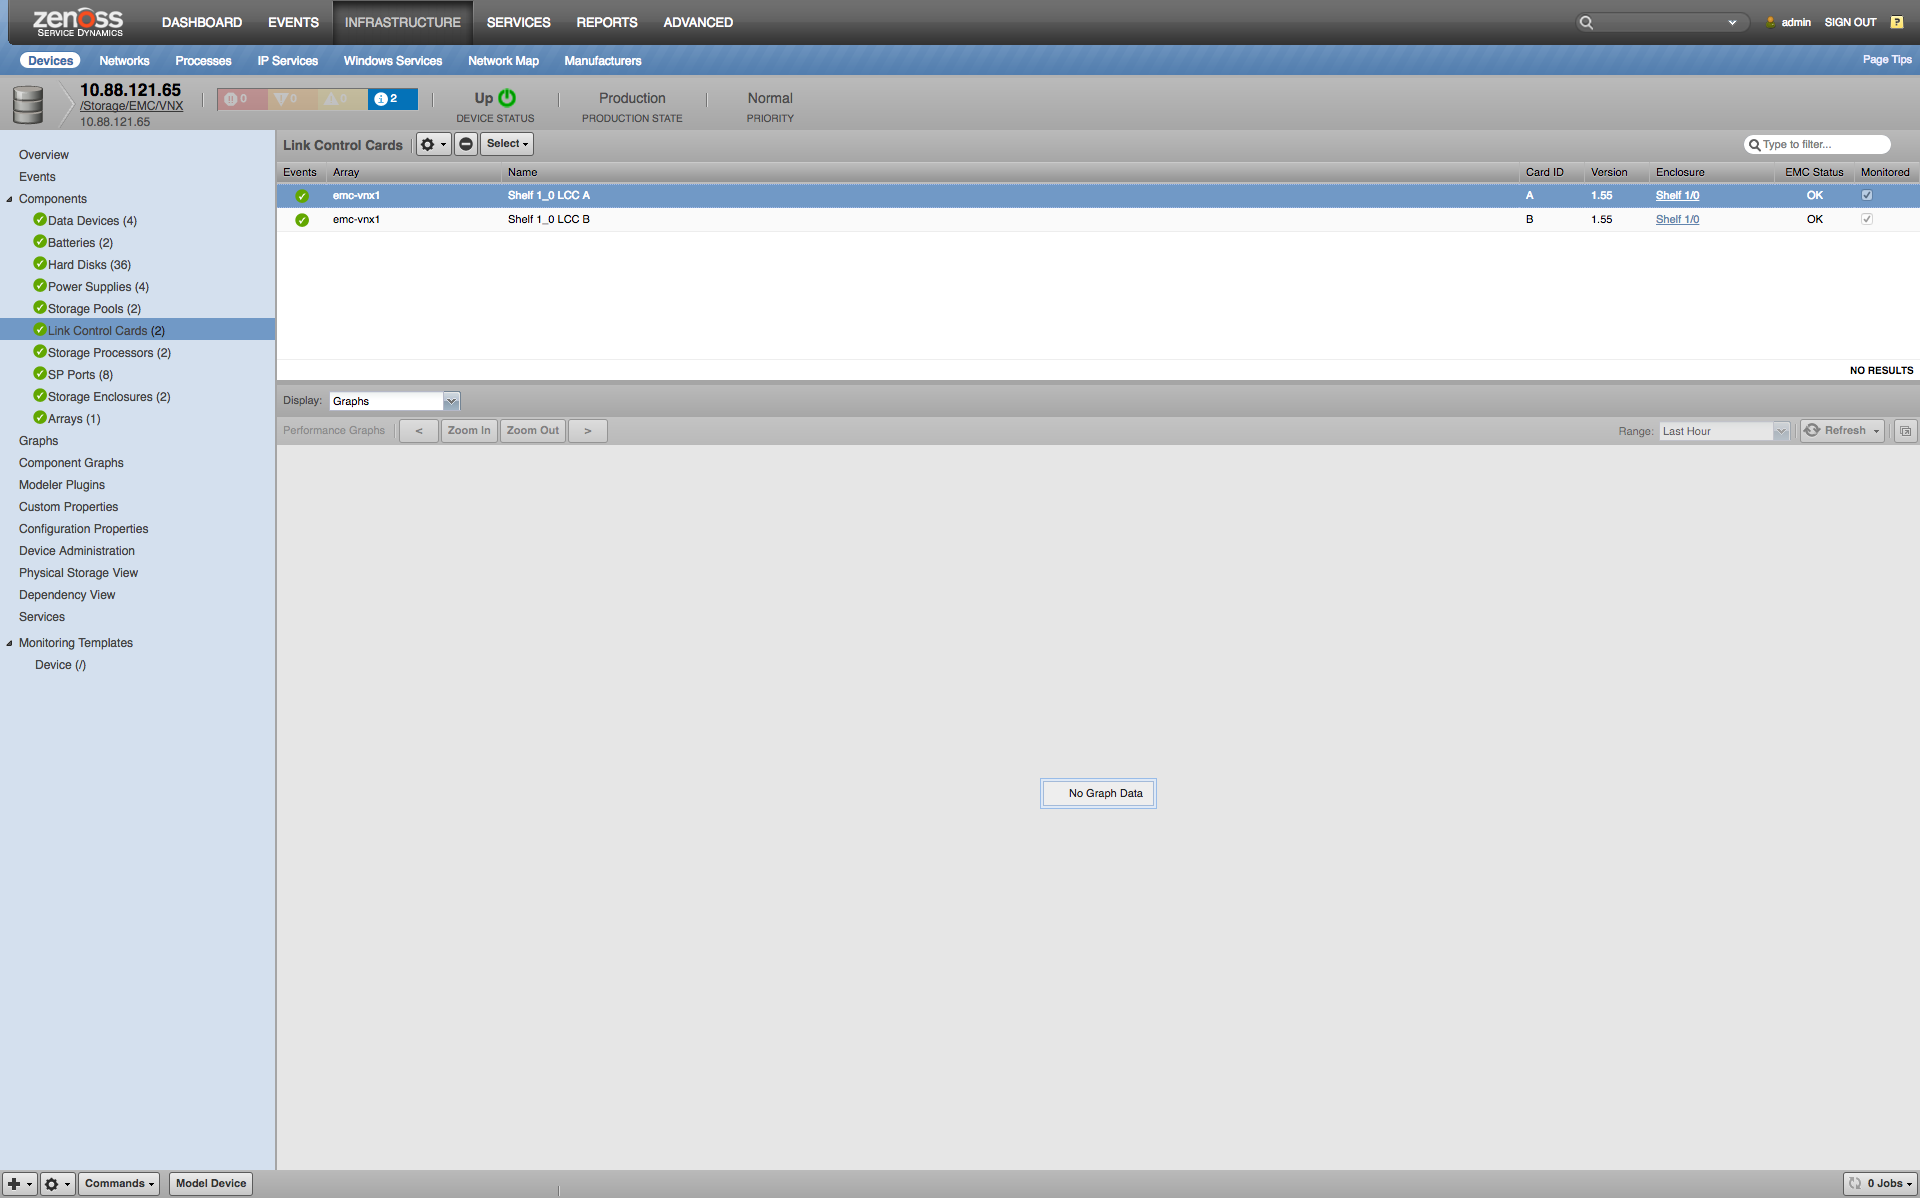 zenoss
SERVICE DYNAMICS
DASHBOARD EVENTS INFRASTRUCTURE SERVICES REPORTS ADVANCED
admin SIGN OUT ?
Devices Networks Processes IP Services Windows Services Network Map Manufacturers
Page Tips
10.88.121.65
/Storage/EMC/VNX
10.88.121.65
0 0 0 2
Up
DEVICE STATUS
Production
PRODUCTION STATE
Normal
PRIORITY
Overview
Events
Components
Data Devices (4)
Batteries (2)
Hard Disks (36)
Power Supplies (4)
Storage Pools (2)
Link Control Cards (2)
Storage Processors (2)
SP Ports (8)
Storage Enclosures (2)
Arrays (1)
Graphs
Component Graphs
Modeler Plugins
Custom Properties
Configuration Properties
Device Administration
Physical Storage View
Dependency View
Services
Monitoring Templates
Device (/)
Link Control Cards Select Type to filter...
Events Array Name Card ID Version Enclosure EMC Status Monitored
emc-vnx1 Shelf 1_0 LCC A A 1.55 Shelf 1/0 OK
emc-vnx1 Shelf 1_0 LCC B B 1.55 Shelf 1/0 OK
NO RESULTS
Display: Graphs
Performance Graphs < Zoom In Zoom Out > Range: Last Hour Refresh
No Graph Data
Commands Model Device 0 Jobs